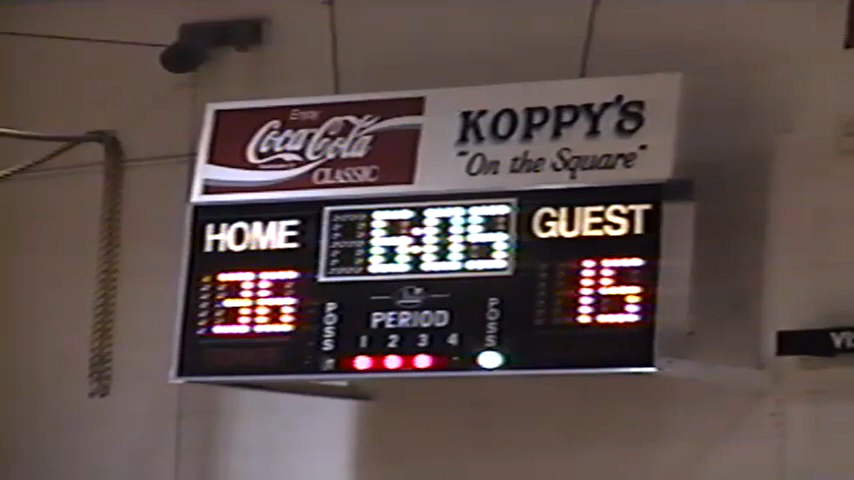 Enjoy
Coca-Cola
CLASSIC
KOPPY'S
"On the Square"
HOME
6:05
GUEST
36
15
POSS
PERIOD
POSS
1 2 3 4